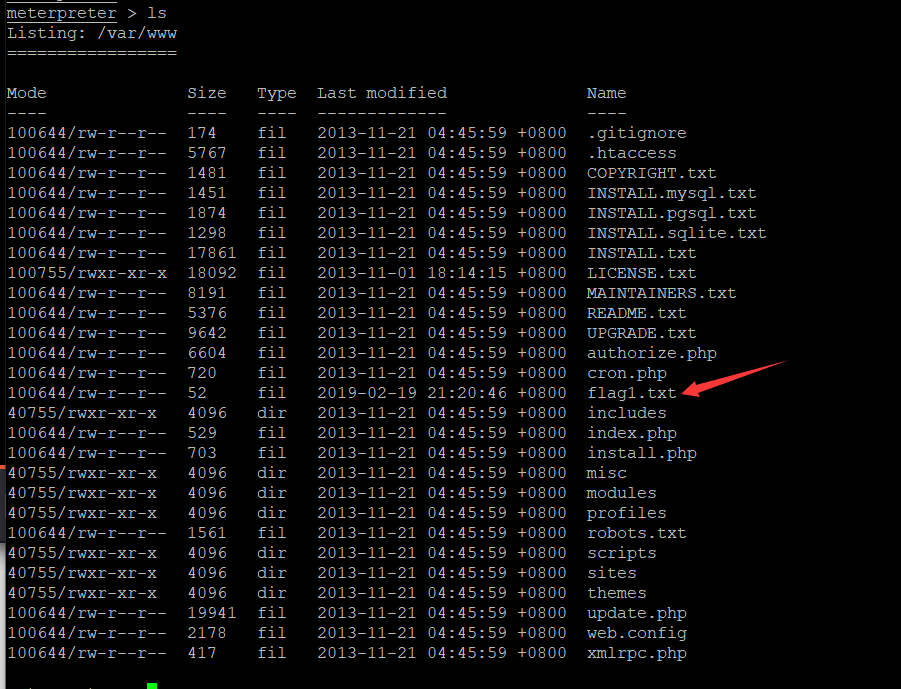 meterpreter > ls
Listing: /var/www
=================
Mode Size Type Last modified Name
---- ---- ---- ------------- ----
100644/rw-r--r-- 174 fil 2013-11-21 04:45:59 +0800 .gitignore
100644/rw-r--r-- 5767 fil 2013-11-21 04:45:59 +0800 .htaccess
100644/rw-r--r-- 1481 fil 2013-11-21 04:45:59 +0800 COPYRIGHT.txt
100644/rw-r--r-- 1451 fil 2013-11-21 04:45:59 +0800 INSTALL.mysql.txt
100644/rw-r--r-- 1874 fil 2013-11-21 04:45:59 +0800 INSTALL.pgsql.txt
100644/rw-r--r-- 1298 fil 2013-11-21 04:45:59 +0800 INSTALL.sqlite.txt
100644/rw-r--r-- 17861 fil 2013-11-21 04:45:59 +0800 INSTALL.txt
100755/rwxr-xr-x 18092 fil 2013-11-01 18:14:15 +0800 LICENSE.txt
100644/rw-r--r-- 8191 fil 2013-11-21 04:45:59 +0800 MAINTAINERS.txt
100644/rw-r--r-- 5376 fil 2013-11-21 04:45:59 +0800 README.txt
100644/rw-r--r-- 9642 fil 2013-11-21 04:45:59 +0800 UPGRADE.txt
100644/rw-r--r-- 6604 fil 2013-11-21 04:45:59 +0800 authorize.php
100644/rw-r--r-- 720 fil 2013-11-21 04:45:59 +0800 cron.php
100644/rw-r--r-- 52 fil 2019-02-19 21:20:46 +0800 flag1.txt
40755/rwxr-xr-x 4096 dir 2013-11-21 04:45:59 +0800 includes
100644/rw-r--r-- 529 fil 2013-11-21 04:45:59 +0800 index.php
100644/rw-r--r-- 703 fil 2013-11-21 04:45:59 +0800 install.php
40755/rwxr-xr-x 4096 dir 2013-11-21 04:45:59 +0800 misc
40755/rwxr-xr-x 4096 dir 2013-11-21 04:45:59 +0800 modules
40755/rwxr-xr-x 4096 dir 2013-11-21 04:45:59 +0800 profiles
100644/rw-r--r-- 1561 fil 2013-11-21 04:45:59 +0800 robots.txt
40755/rwxr-xr-x 4096 dir 2013-11-21 04:45:59 +0800 scripts
40755/rwxr-xr-x 4096 dir 2013-11-21 04:45:59 +0800 sites
40755/rwxr-xr-x 4096 dir 2013-11-21 04:45:59 +0800 themes
100644/rw-r--r-- 19941 fil 2013-11-21 04:45:59 +0800 update.php
100644/rw-r--r-- 2178 fil 2013-11-21 04:45:59 +0800 web.config
100644/rw-r--r-- 417 fil 2013-11-21 04:45:59 +0800 xmlrpc.php